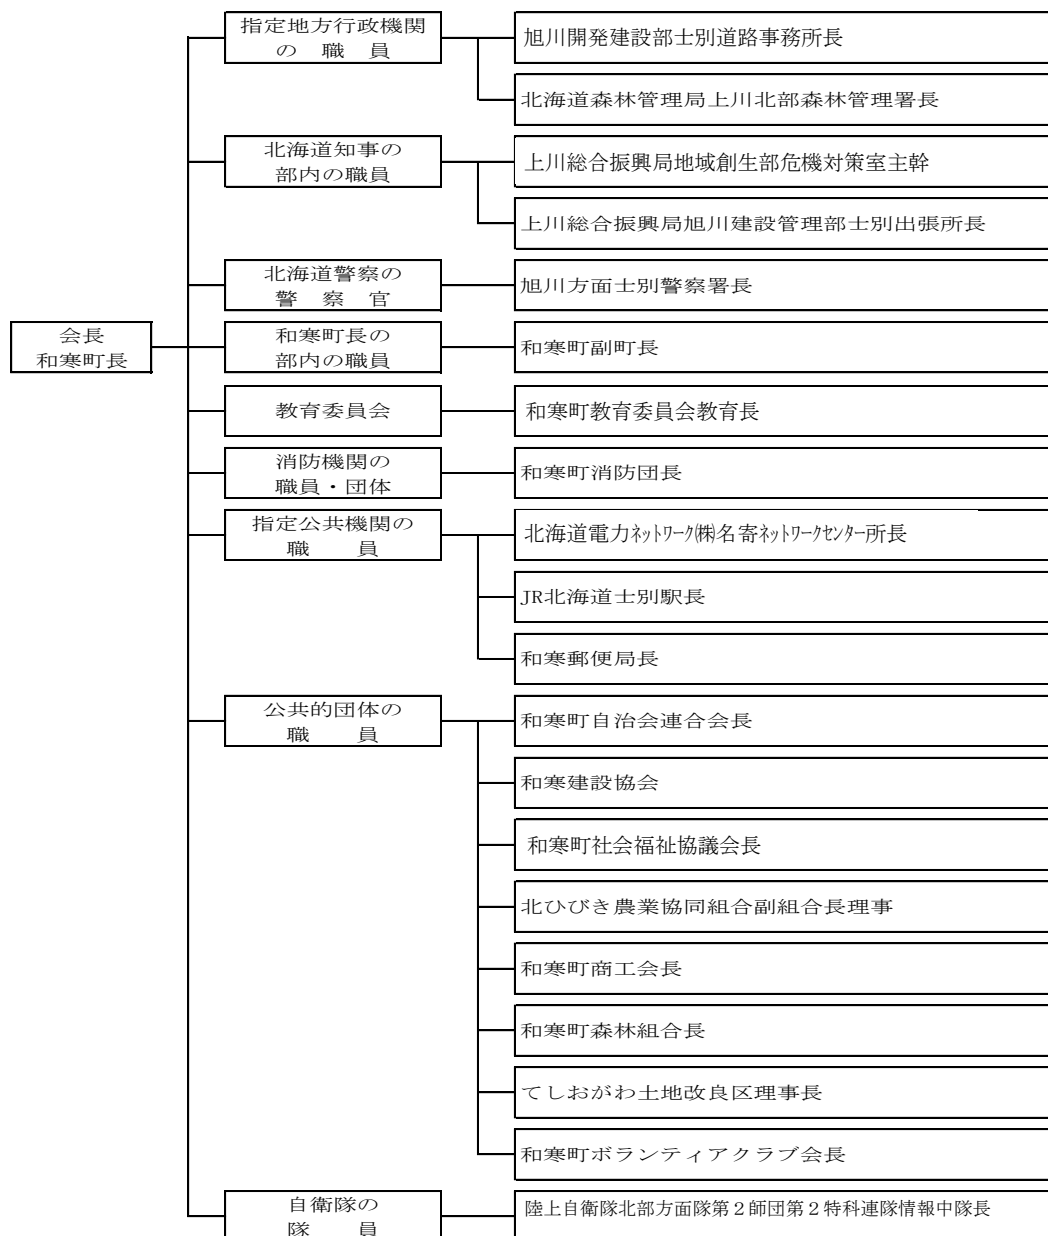 指定地方行政機関
の　職　員
旭川開発建設部士別道路事務所長
北海道森林管理局上川北部森林管理署長
北海道知事の
部内の職員
上川総合振興局地域創生部危機対策室主幹
上川総合振興局旭川建設管理部士別出張所長
北海道警察の
警　察　官
旭川方面士別警察署長
会長
和寒町長
和寒町長の
部内の職員
和寒町副町長
教育委員会
和寒町教育委員会教育長
消防機関の
職員・団体
和寒町消防団長
指定公共機関の
職　　員
北海道電力ﾈｯﾄﾜｰｸ㈱名寄ﾈｯﾄﾜｰｸｾﾝﾀｰ所長
JR北海道士別駅長
和寒郵便局長
公共的団体の
職　　員
和寒町自治会連合会長
和寒建設協会
和寒町社会福祉協議会長
北ひびき農業協同組合副組合長理事
和寒町商工会長
和寒町森林組合長
てしおがわ土地改良区理事長
和寒町ボランティアクラブ会長
自衛隊の
隊　　員
陸上自衛隊北部方面隊第２師団第２特科連隊情報中隊長